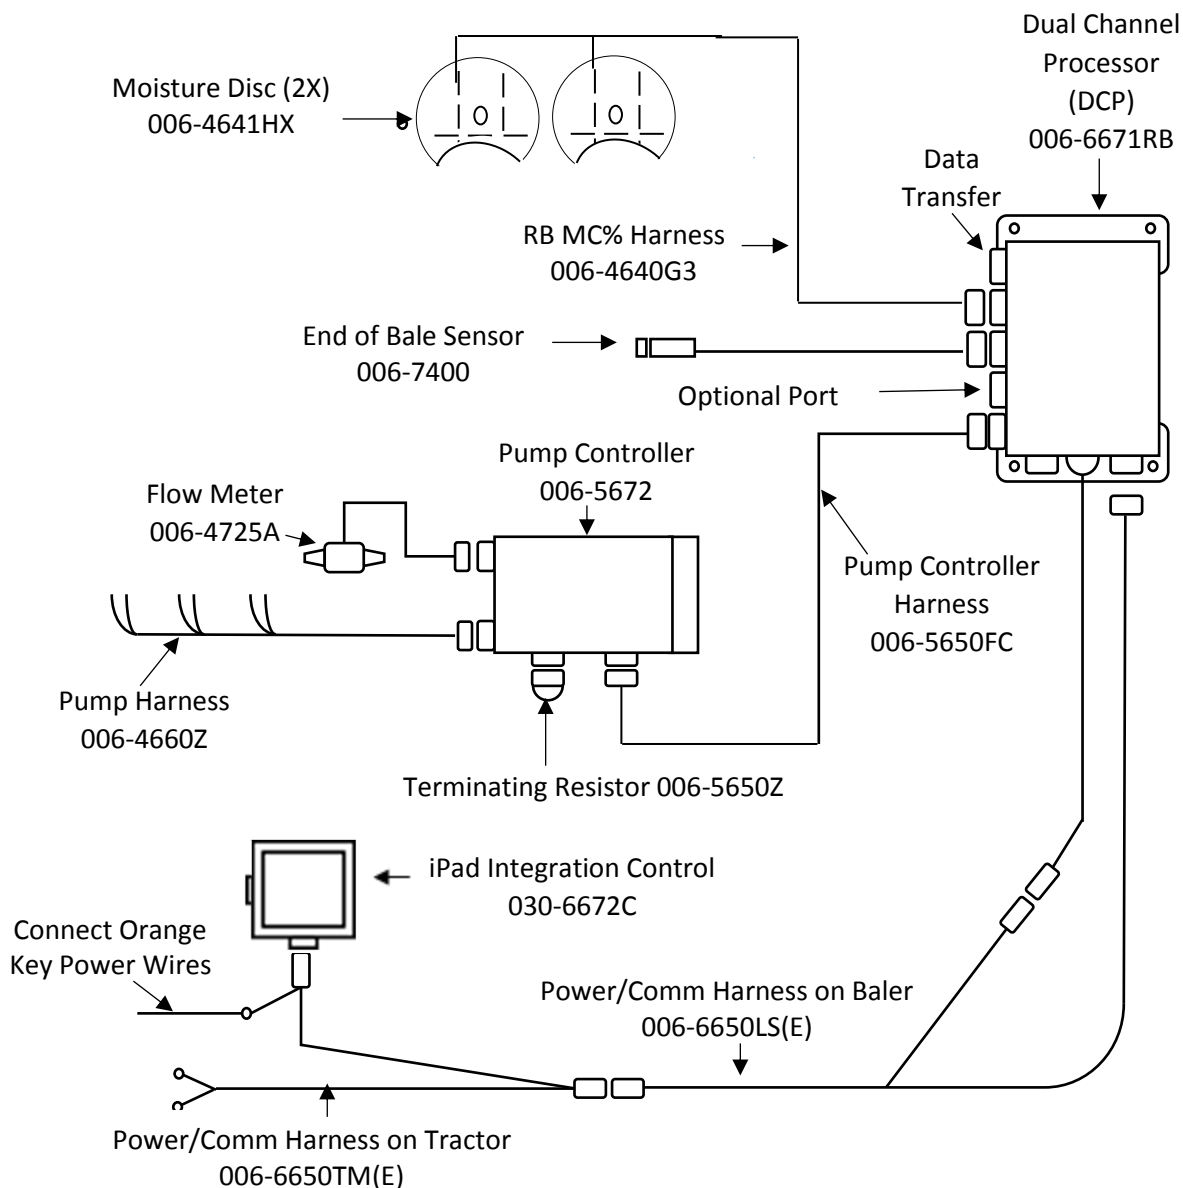 Dual Channel
Processor
(DCP)
006-6671RB
Moisture Disc (2X)
006-4641HX
Data
Transfer
RB MC% Harness
006-4640G3
End of Bale Sensor
006-7400
Optional Port
Pump Controller
006-5672
Flow Meter
006-4725A
Pump Controller
Harness
006-5650FC
Pump Harness
006-4660Z
Terminating Resistor 006-5650Z
iPad Integration Control
030-6672C
Connect Orange
Key Power Wires
Power/Comm Harness on Baler
006-6650LS(E)
Power/Comm Harness on Tractor
006-6650TM(E)